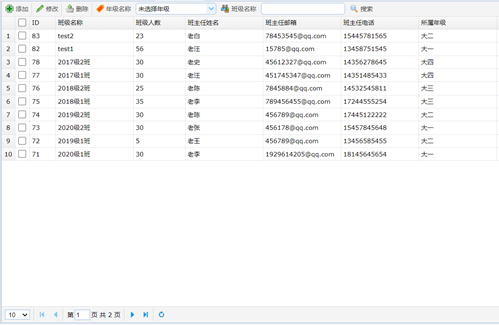 添加 修改 删除 年级名称 未选择年级 班级名称 搜索
ID 班级名称 班级人数 班主任姓名 班主任邮箱 班主任电话 所属年级
1 83 test2 23 老白 78453545@qq.com 15445781565 大二
2 82 test1 56 老汪 15785@qq.com 13458751545 大一
3 78 2017级2班 30 老史 45612327@qq.com 14356278645 大四
4 77 2017级1班 30 老汪 451745347@qq.com 14351485433 大四
5 76 2018级2班 25 老陈 7845884@qq.com 14532545811 大三
6 75 2018级1班 35 老李 789456455@qq.com 17244555254 大三
7 74 2019级2班 30 老陈 456789@qq.com 17445122222 大二
8 73 2020级2班 30 老张 456178@qq.com 15457845648 大一
9 72 2019级1班 5 老王 456789@qq.com 13456585455 大二
10 71 2020级1班 30 老李 1929614205@qq.com 18145645654 大一
10 第 1 页 共 2 页